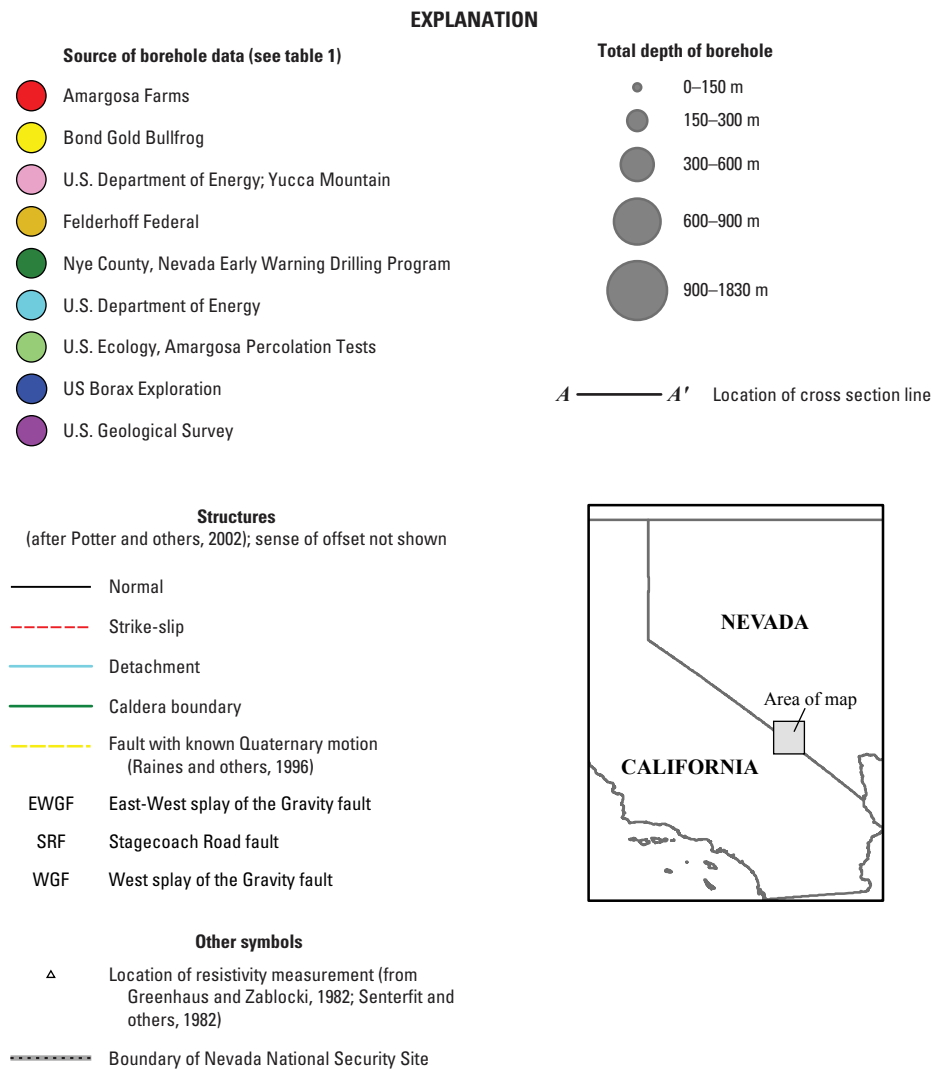 EXPLANATION
Source of borehole data (see table 1)
Amargosa Farms
Bond Gold Bullfrog
U.S. Department of Energy; Yucca Mountain
Felderhoff Federal
Nye County, Nevada Early Warning Drilling Program
U.S. Department of Energy
U.S. Ecology, Amargosa Percolation Tests
US Borax Exploration
U.S. Geological Survey
Total depth of borehole
0–150 m
150–300 m
300–600 m
600–900 m
900–1830 m
A A′ Location of cross section line
Structures
(after Potter and others, 2002); sense of offset not shown
Normal
Strike-slip
Detachment
Caldera boundary
Fault with known Quaternary motion
(Raines and others, 1996)
EWGF East-West splay of the Gravity fault
SRF Stagecoach Road fault
WGF West splay of the Gravity fault
Other symbols
Location of resistivity measurement (from
Greenhaus and Zablocki, 1982; Senterfit and
others, 1982)
Boundary of Nevada National Security Site
NEVADA
Area of map
CALIFORNIA